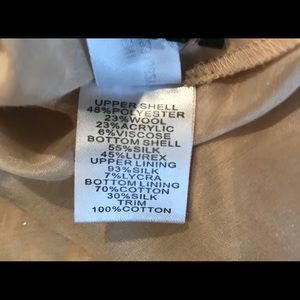 UPPER SHELL
48%POLYESTER
23%WOOL
23%ACRYLIC
6%VISCOSE
BOTTOM SHELL
55%SILK
45%LUREX
UPPER LINING
93%SILK
7%LYCRA
BOTTOM LINING
70%COTTON
30%SILK
TRIM
100%COTTON